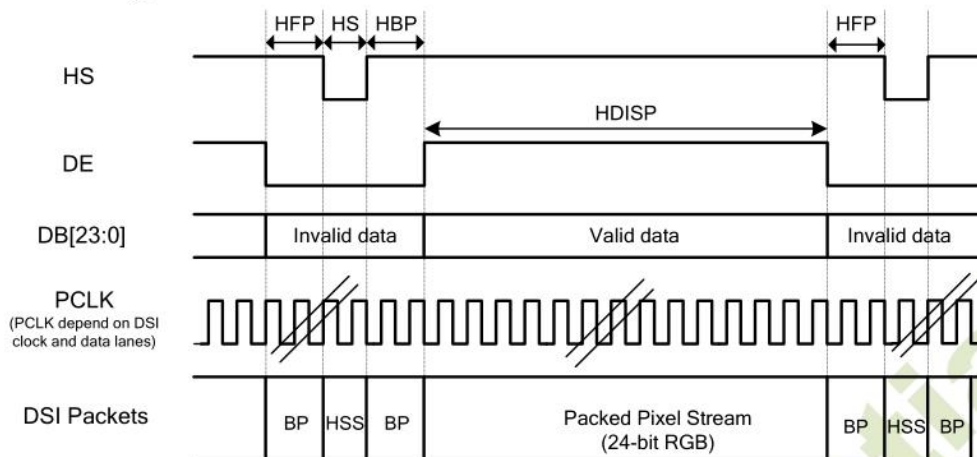 HFP HS HBP HFP
HS
HDISP
DE
DB[23:0] Invalid data Valid data Invalid data
PCLK
(PCLK depend on DSI
clock and data lanes)
DSI Packets BP HSS BP Packed Pixel Stream BP HSS BP
(24-bit RGB)